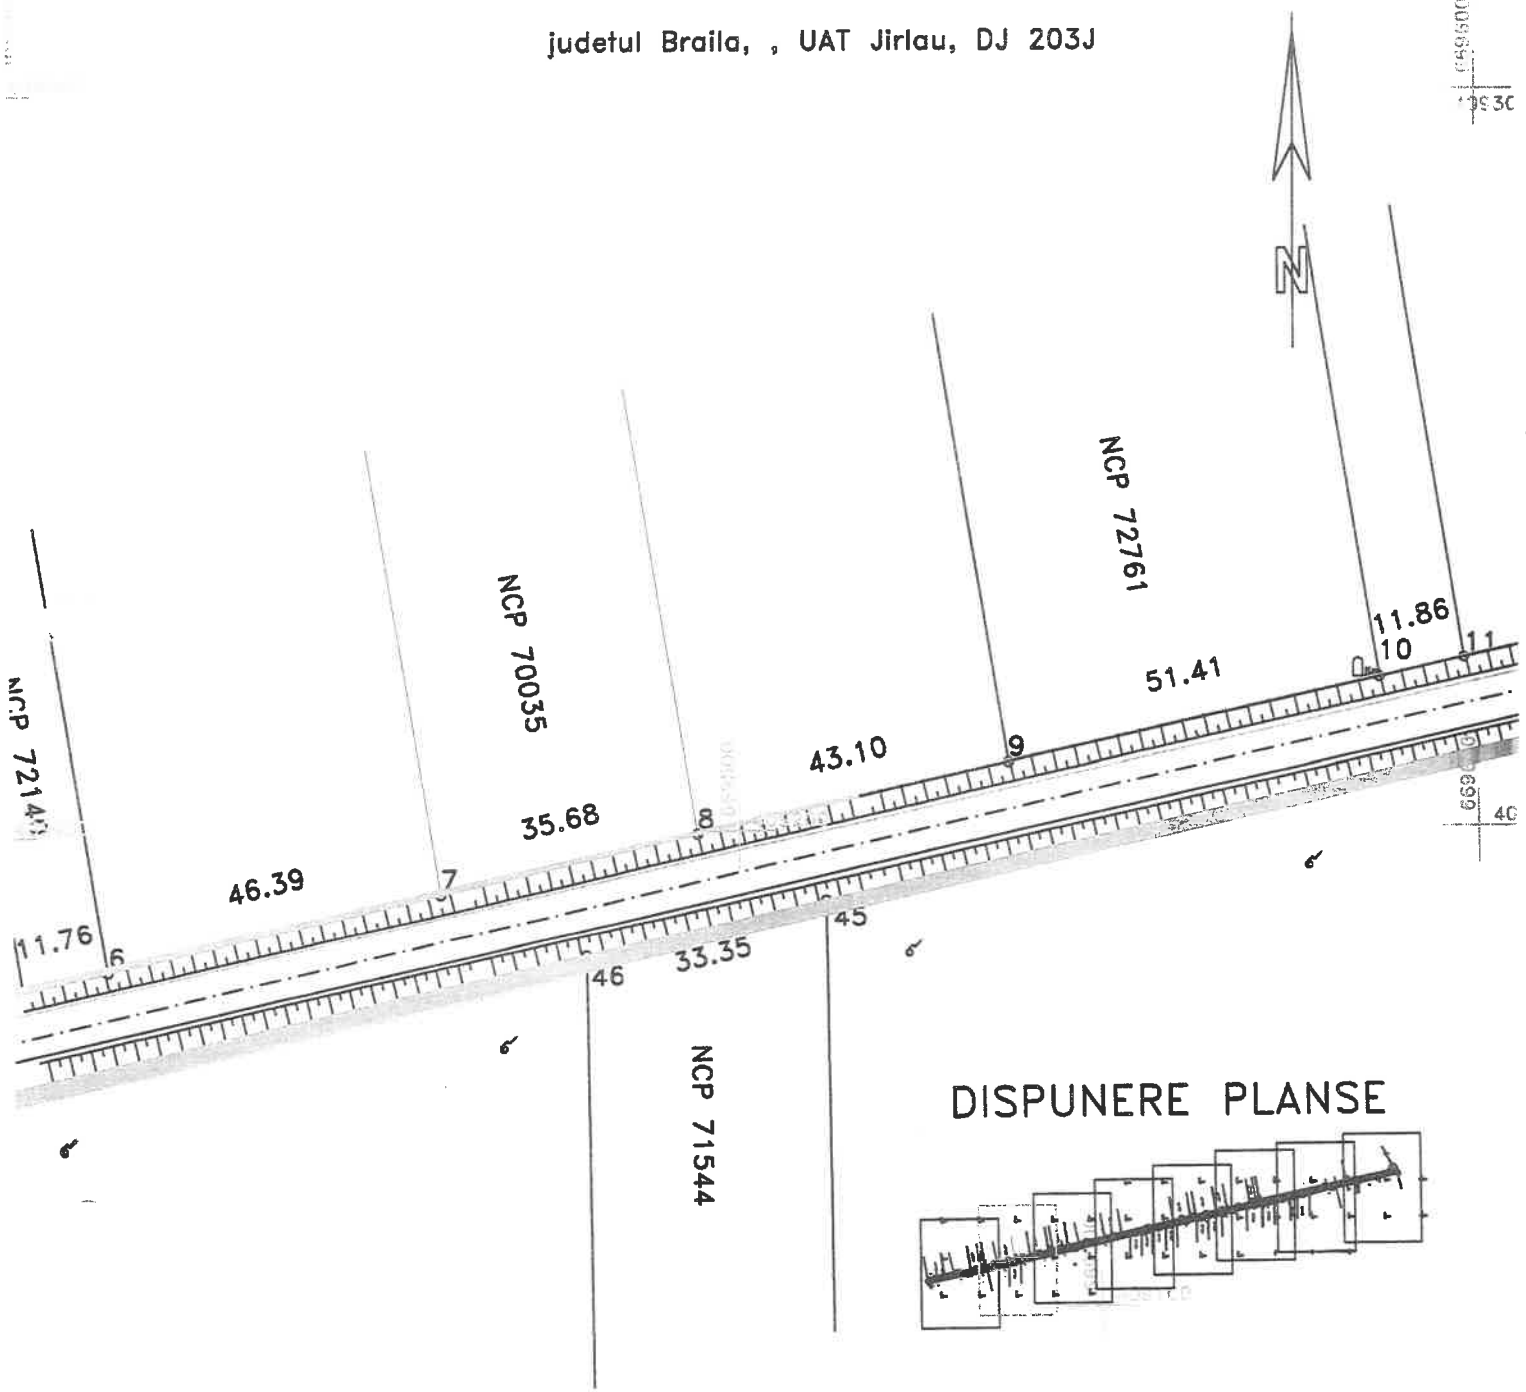 judetul Braila, , UAT Jirlau, DJ 203J
N
NCP 72761
NCP 70035
11.86
10
11
51.41
9
43.10
8
35.68
7
46.39
11.76
6
45
33.35
46
NCP 71544
40
DISPUNERE PLANSE